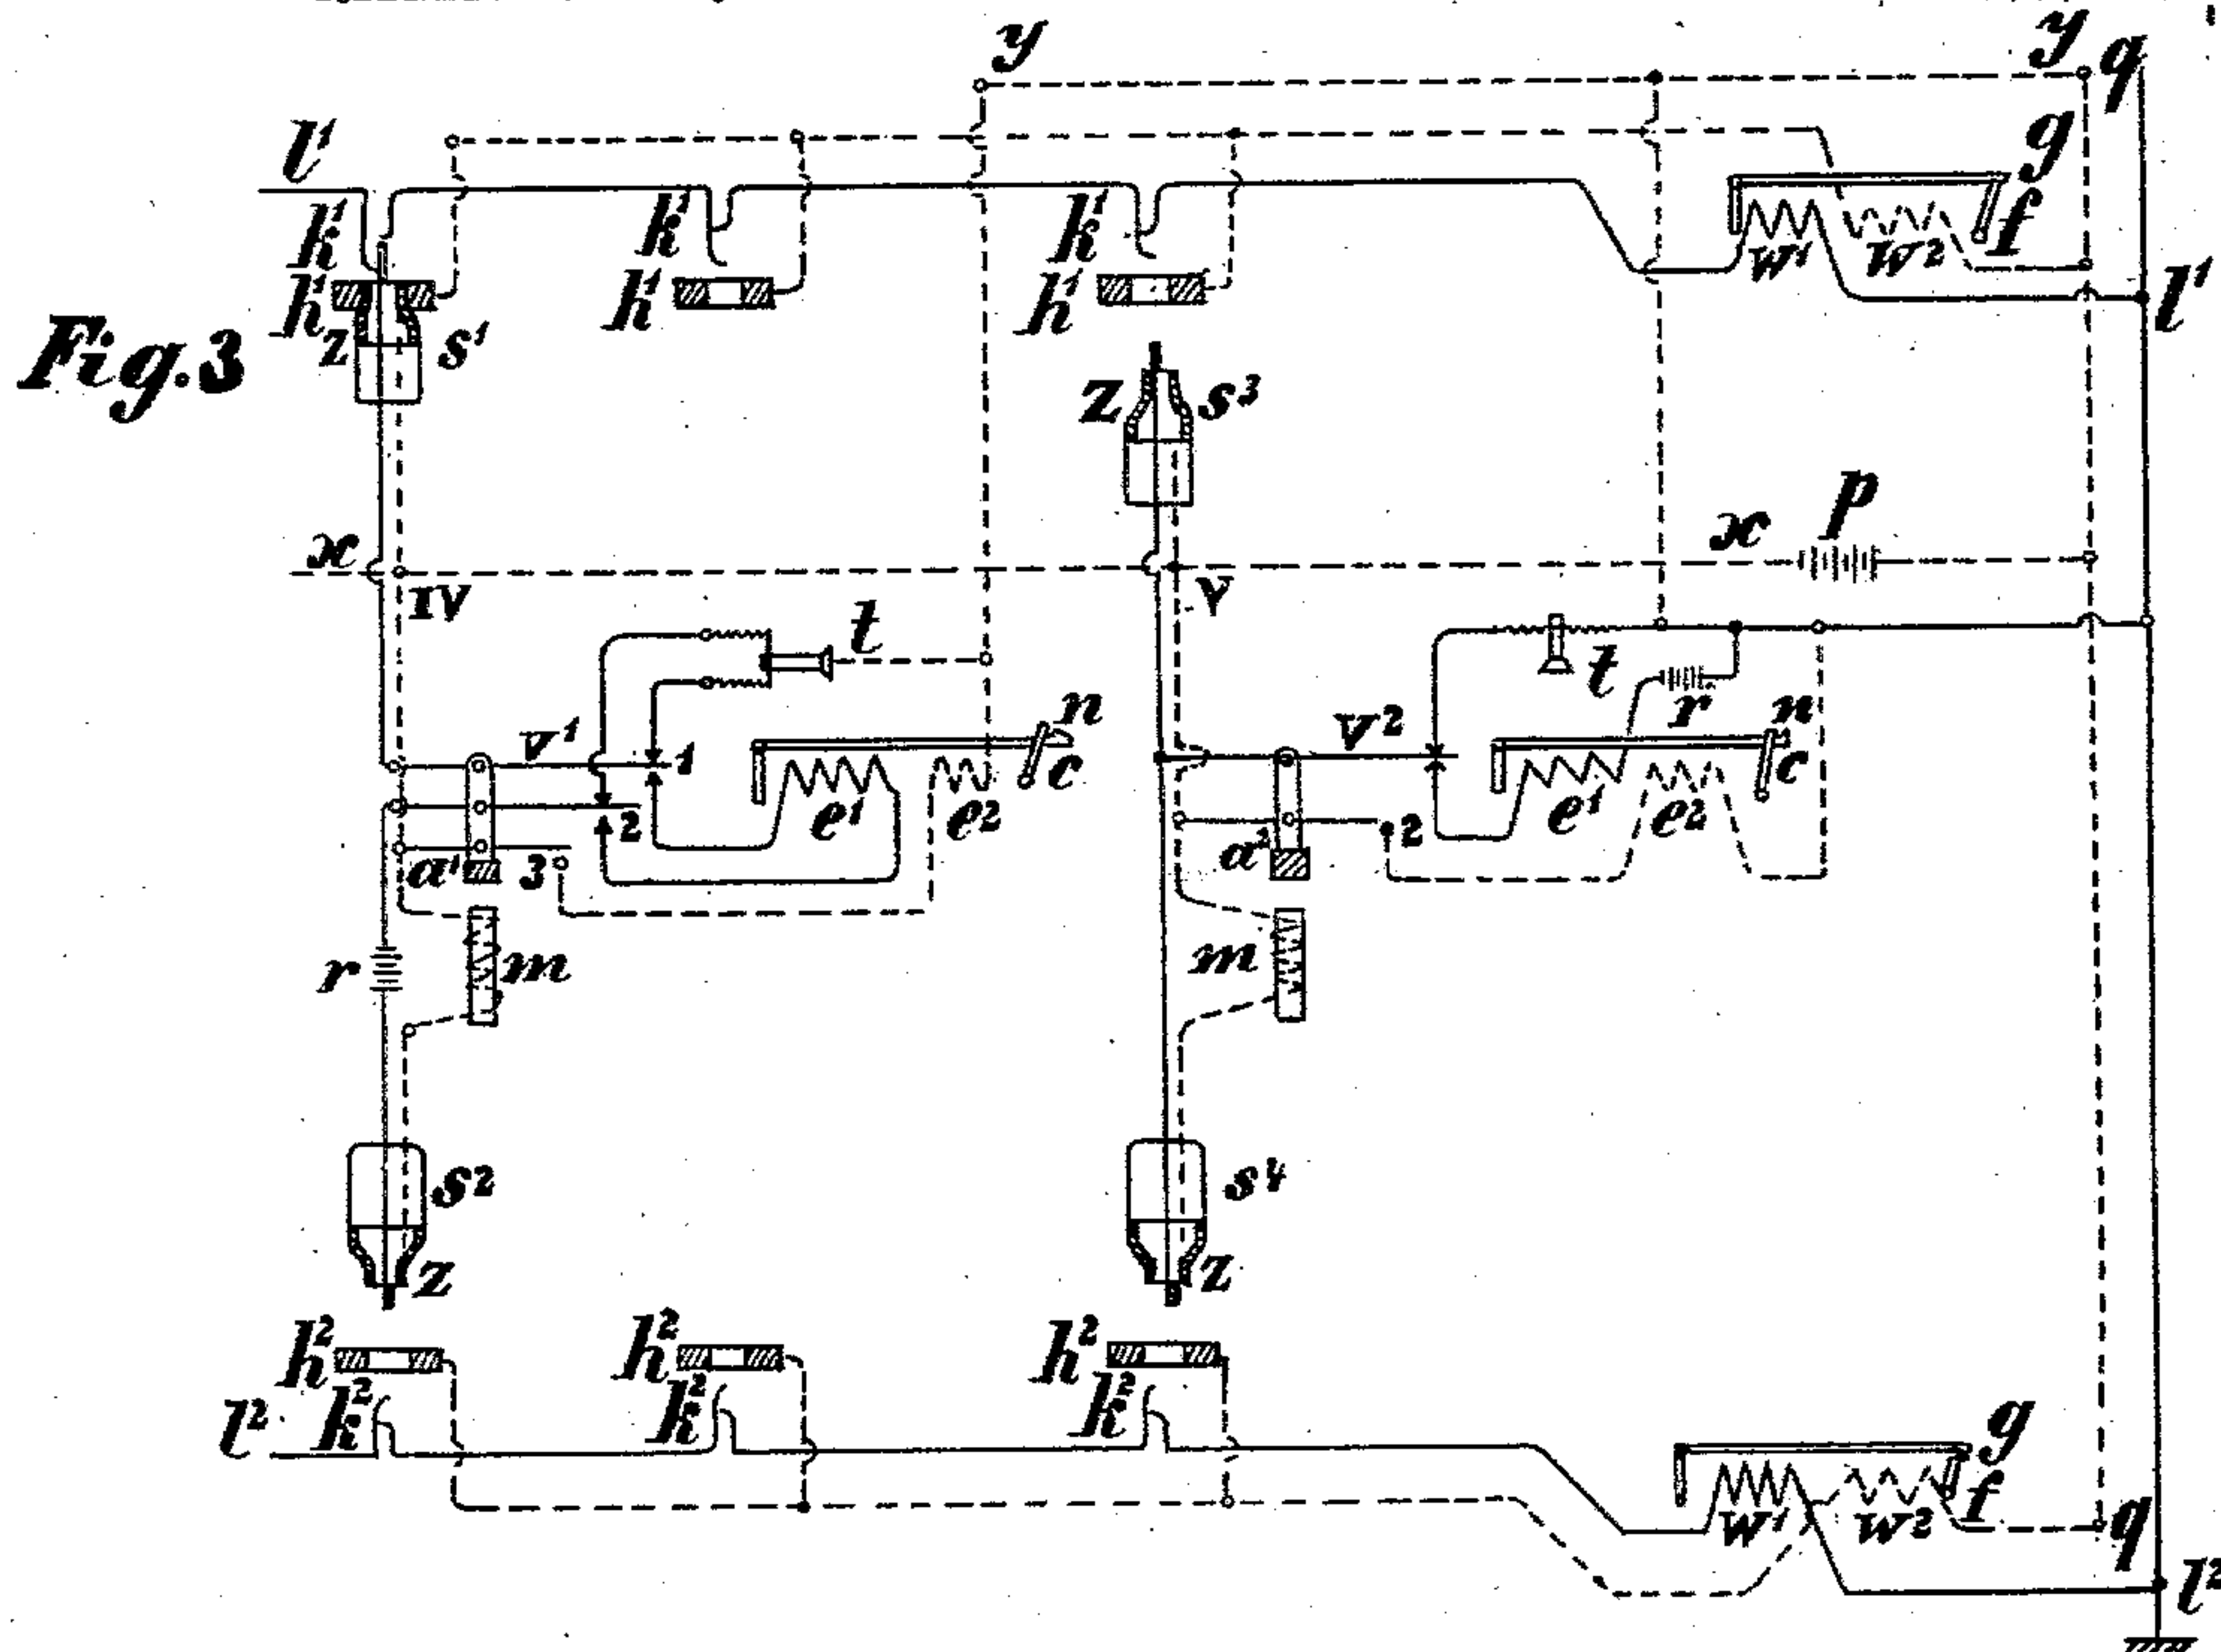 y
y q
l¹
g
k¹ k¹ k¹
f
w¹ w²
h¹ h¹ h¹
l¹
Fig. 3
z s¹
z s³
p
x x
IV V
t
t
r
v¹ n v² n
1
c c
2 e¹ e² e¹ e²
2
a¹ 3 a²
r m m
s² s⁴
z z
h² h² h²
k² k² k²
l² g
f
w¹ w² q
l²